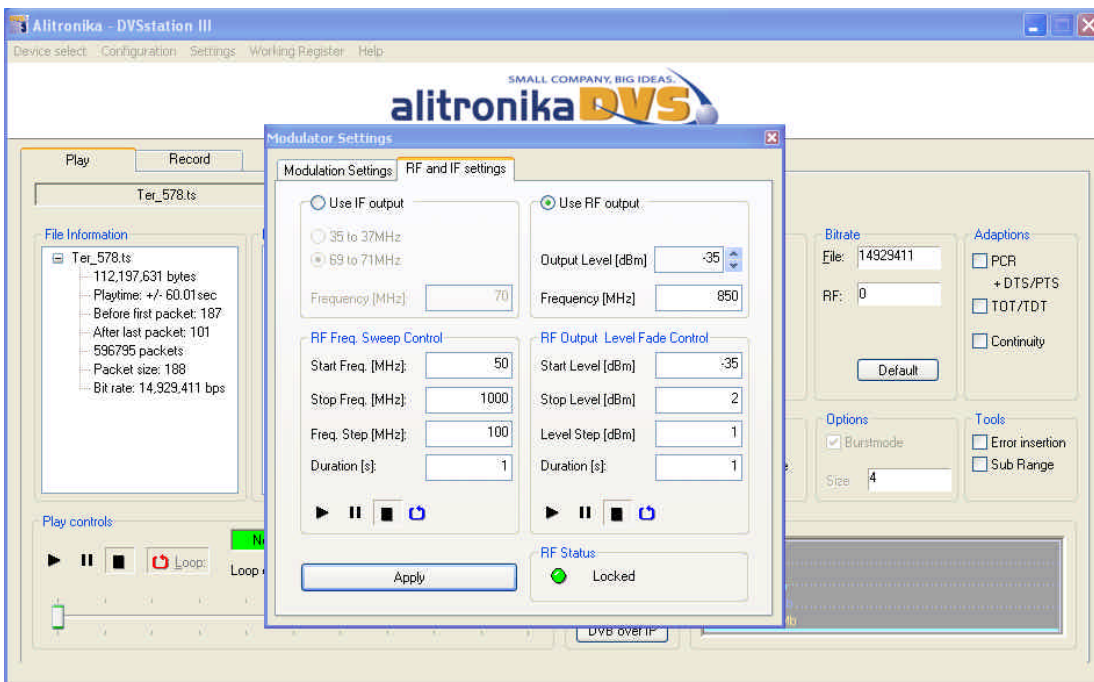 Alitronika - DVSstation III
Device select Configuration Settings Working Register Help
SMALL COMPANY, BIG IDEAS.
alitronika DVS
Play Record
Ter_578.ts
File Information
Ter_578.ts
112,197,631 bytes
Playtime: +/- 60.01sec
Before first packet: 187
After last packet: 101
596795 packets
Packet size: 188
Bit rate: 14,929,411 bps
Modulator Settings
Modulation Settings RF and IF settings
Use IF output
35 to 37MHz
69 to 71MHz
Frequency [MHz]: 70
Use RF output
Output Level [dBm] -35
Frequency [MHz] 850
RF Freq. Sweep Control
Start Freq. [MHz]: 50
Stop Freq. [MHz]: 1000
Freq. Step [MHz]: 100
Duration [s]: 1
RF Output Level Fade Control
Start Level [dBm] -35
Stop Level [dBm] 2
Level Step [dBm] 1
Duration [s]: 1
Apply
RF Status
Locked
Bitrate
File: 14929411
RF: 0
Default
Adaptions
PCR
+ DTS/PTS
TOT/TDT
Continuity
Options
Burstmode
Size 4
Tools
Error insertion
Sub Range
Play controls
Loop:
Loop
DVB over IP